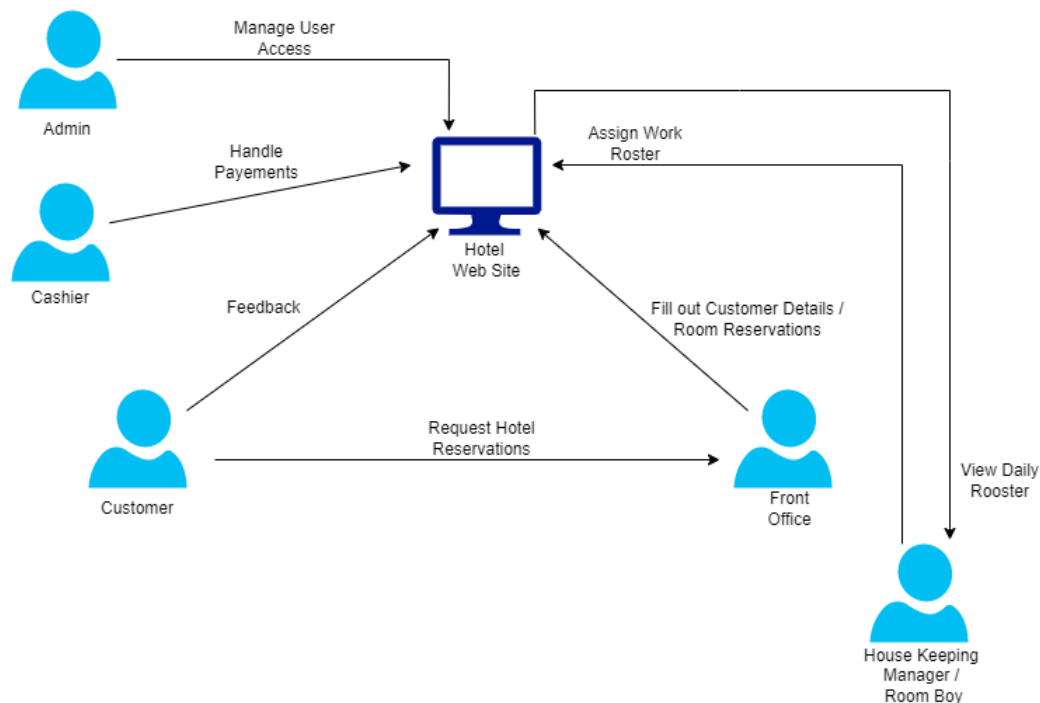 Manage User
Access
Admin
Assign Work
Roster
Handle
Payements
Hotel
Web Site
Cashier
Feedback
Fill out Customer Details /
Room Reservations
Request Hotel
Reservations
View Daily
Rooster
Customer
Front
Office
House Keeping
Manager /
Room Boy